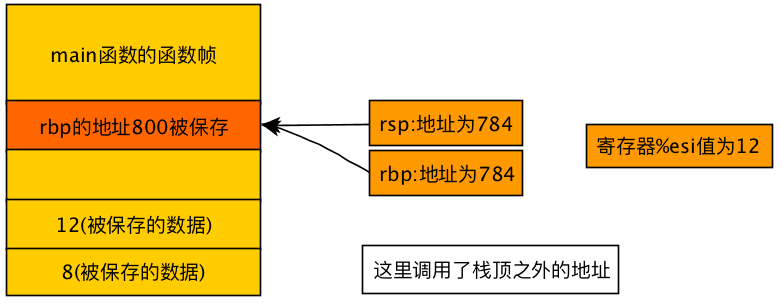 main函数的函数帧
rbp的地址800被保存
rsp:地址为784
rbp:地址为784
寄存器%esi值为12
12(被保存的数据)
8(被保存的数据)
这里调用了栈顶之外的地址